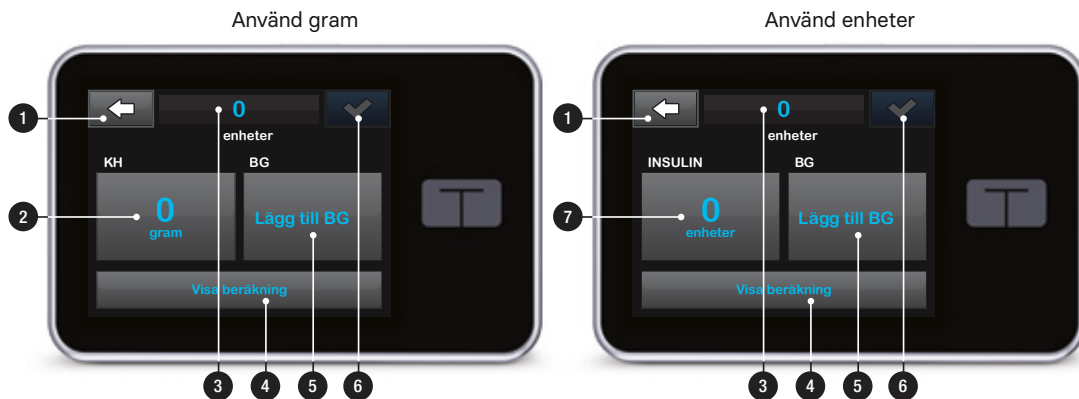 Använd gram
Använd enheter
0
enheter
KH
BG
0
gram
Lägg till BG
Visa beräkning
1
2
3
4
5
6
0
enheter
INSULIN
BG
0
enheter
Lägg till BG
Visa beräkning
1
7
3
4
5
6